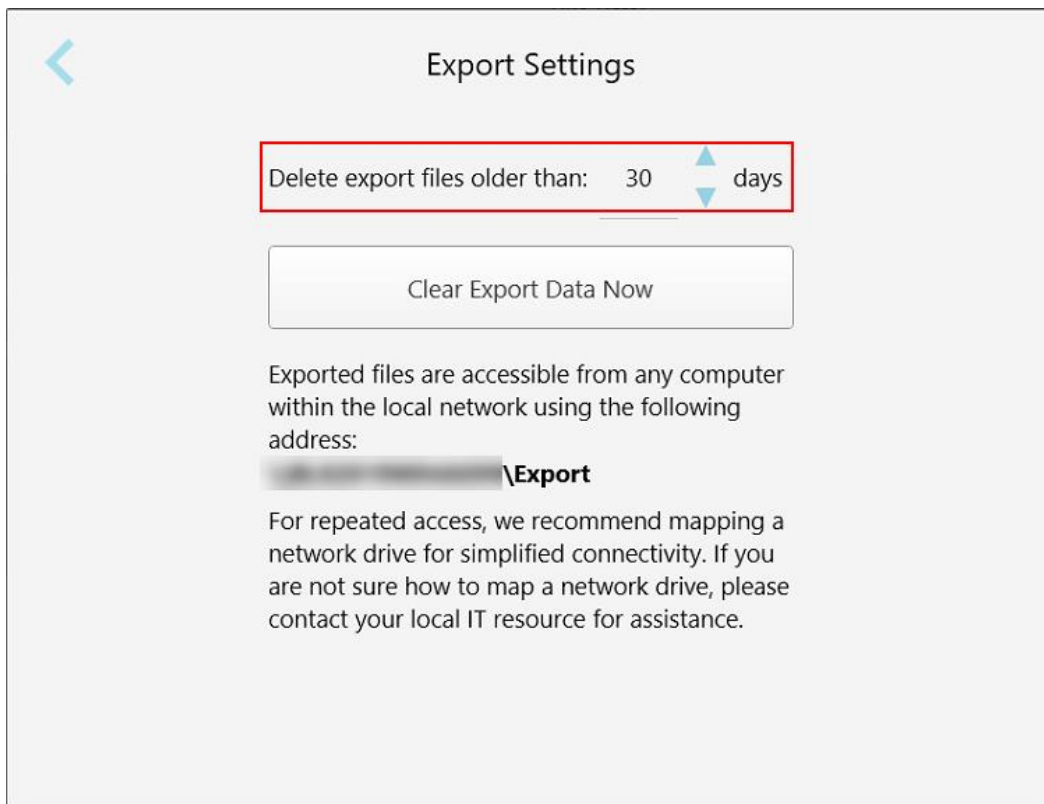 Export Settings
Delete export files older than: 30 days
Clear Export Data Now
Exported files are accessible from any computer
within the local network using the following
address:
\Export
For repeated access, we recommend mapping a
network drive for simplified connectivity. If you
are not sure how to map a network drive, please
contact your local IT resource for assistance.